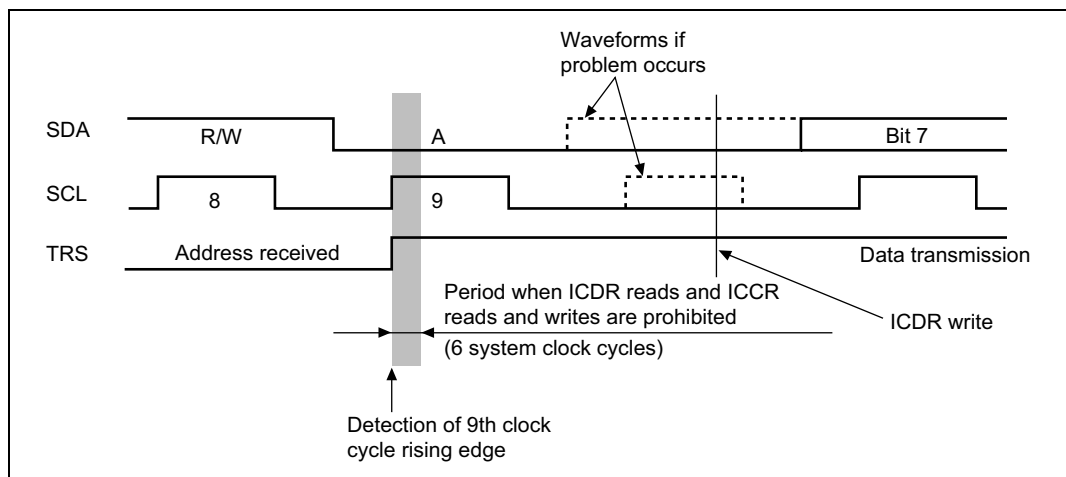 Waveforms if
problem occurs
SDA
R/W
A
Bit 7
SCL
8
9
TRS
Address received
Data transmission
Period when ICDR reads and ICCR
reads and writes are prohibited
(6 system clock cycles)
ICDR write
Detection of 9th clock
cycle rising edge